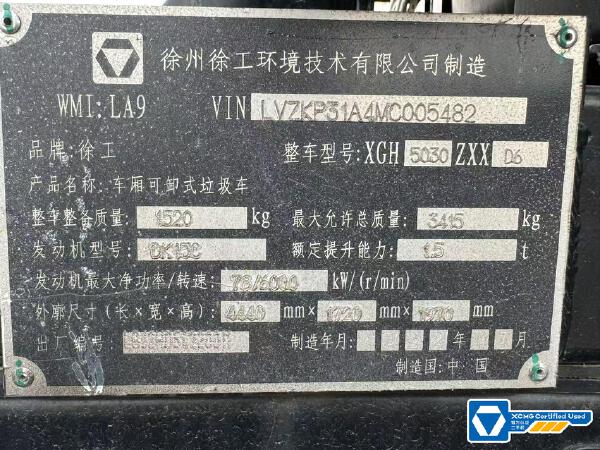 徐州徐工环境技术有限公司制造
WMI:LA9 VIN LVZKP31A4MC005482
品牌:徐工 整车型号:XGH 5030 ZXX D6
产品名称:车厢可卸式垃圾车
整车整备质量: 1520 kg 最大允许总质量: 3415 kg
发动机型号: DK15C 额定提升能力: 1.5 t
发动机最大净功率/转速: 78/6000 kW/(r/min)
外廓尺寸(长×宽×高): 4440 mm× 1720 mm× mm
出厂编号 制造年月: 年 月
制造国:中 国
XCMG Certified Used